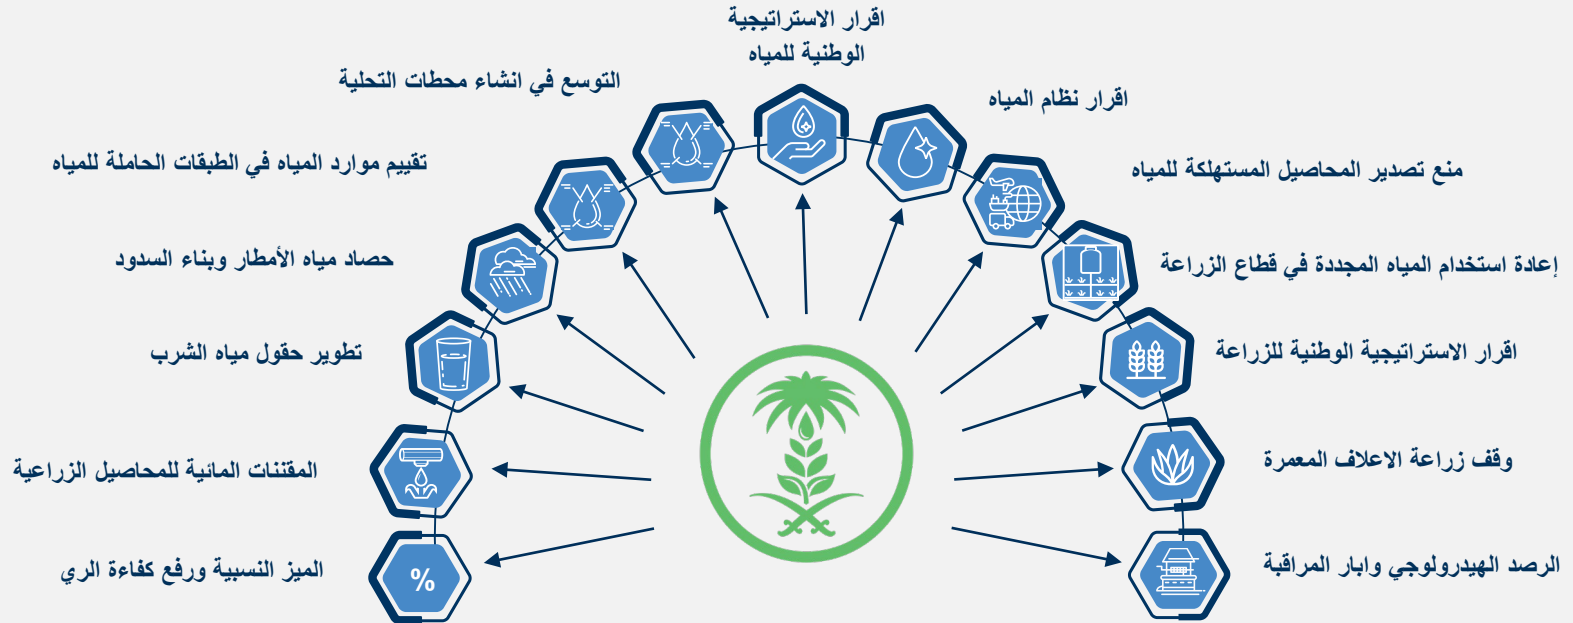 اقرار الاستراتيجية
الوطنية للمياه
اقرار نظام المياه
منع تصدير المحاصيل المستهلكة للمياه
إعادة استخدام المياه المجددة في قطاع الزراعة
اقرار الاستراتيجية الوطنية للزراعة
وقف زراعة الاعلاف المعمرة
الرصد الهيدرولوجي وابار المراقبة
التوسع في انشاء محطات التحلية
تقييم موارد المياه في الطبقات الحاملة للمياه
حصاد مياه الأمطار وبناء السدود
تطوير حقول مياه الشرب
المقننات المائية للمحاصيل الزراعية
الميز النسبية ورفع كفاءة الري
%